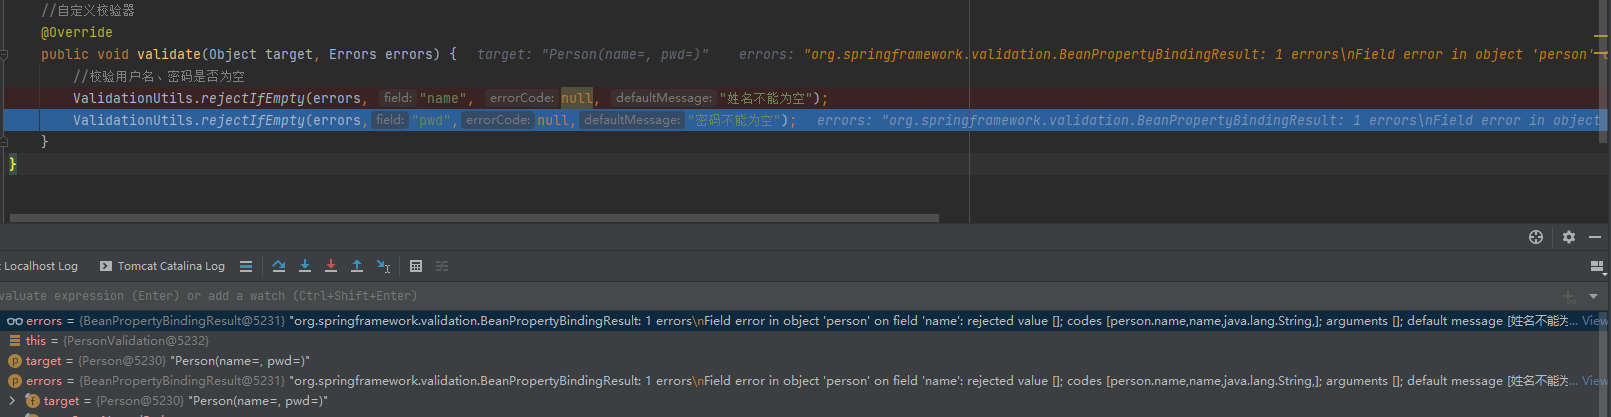 //自定义校验器
@Override
public void validate(Object target, Errors errors) {   target: "Person(name=, pwd=)"    errors: "org.springframework.validation.BeanPropertyBindingResult: 1 errors\nField error in object 'person'
//校验用户名、密码是否为空
ValidationUtils.rejectIfEmpty(errors, field: "name", errorCode: null, defaultMessage: "姓名不能为空");
ValidationUtils.rejectIfEmpty(errors, field: "pwd", errorCode: null, defaultMessage: "密码不能为空");   errors: "org.springframework.validation.BeanPropertyBindingResult: 1 errors\nField error in object
}
}
Localhost Log    Tomcat Catalina Log
valuate expression (Enter) or add a watch (Ctrl+Shift+Enter)
errors = {BeanPropertyBindingResult@5231} "org.springframework.validation.BeanPropertyBindingResult: 1 errors\nField error in object 'person' on field 'name': rejected value []; codes [person.name,name,java.lang.String,]; arguments []; default message [姓名不能为... View
this = {PersonValidation@5232}
target = {Person@5230} "Person(name=, pwd=)"
errors = {BeanPropertyBindingResult@5231} "org.springframework.validation.BeanPropertyBindingResult: 1 errors\nField error in object 'person' on field 'name': rejected value []; codes [person.name,name,java.lang.String,]; arguments []; default message [姓名不能为... View
target = {Person@5230} "Person(name=, pwd=)"